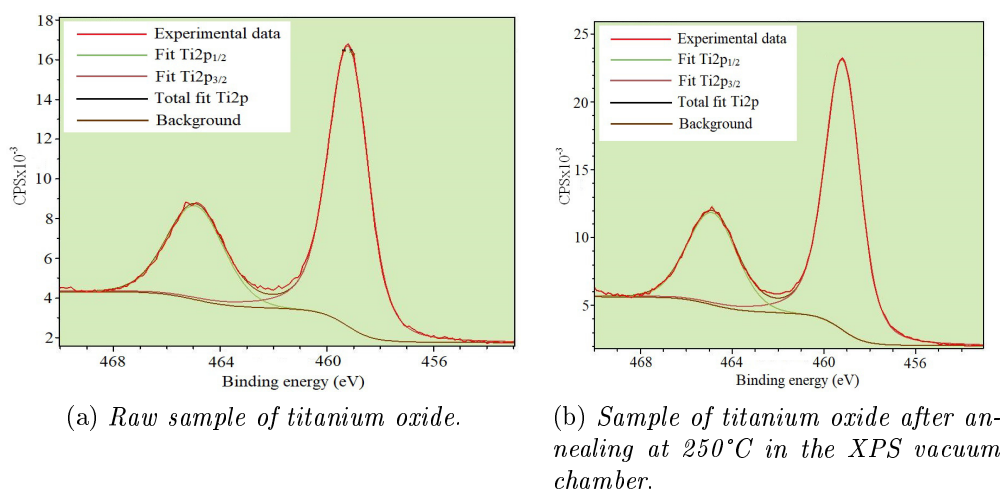 18
16
14
12
10
8
6
4
2
CPSx10⁻³
Experimental data
Fit Ti2p₁/₂
Fit Ti2p₃/₂
Total fit Ti2p
Background
468 464 460 456
Binding energy (eV)
(a) Raw sample of titanium oxide.
25
20
15
10
5
CPSx10⁻³
Experimental data
Fit Ti2p₁/₂
Fit Ti2p₃/₂
Total fit Ti2p
Background
468 464 460 456
Binding energy (eV)
(b) Sample of titanium oxide after an-
nealing at 250°C in the XPS vacuum
chamber.